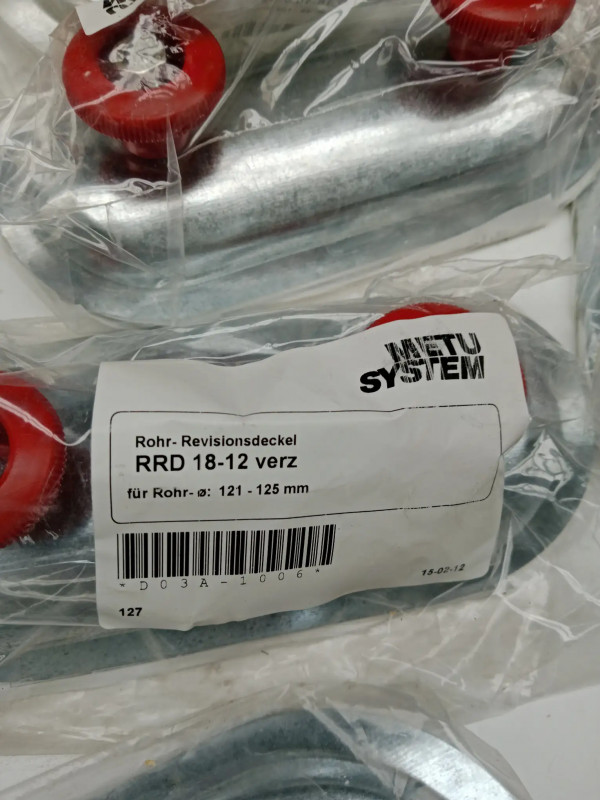 METU
SYSTEM
Rohr- Revisionsdeckel
RRD 18-12 verz
für Rohr- ø: 121 - 125 mm
*D03A-1006*
15-02-12
127